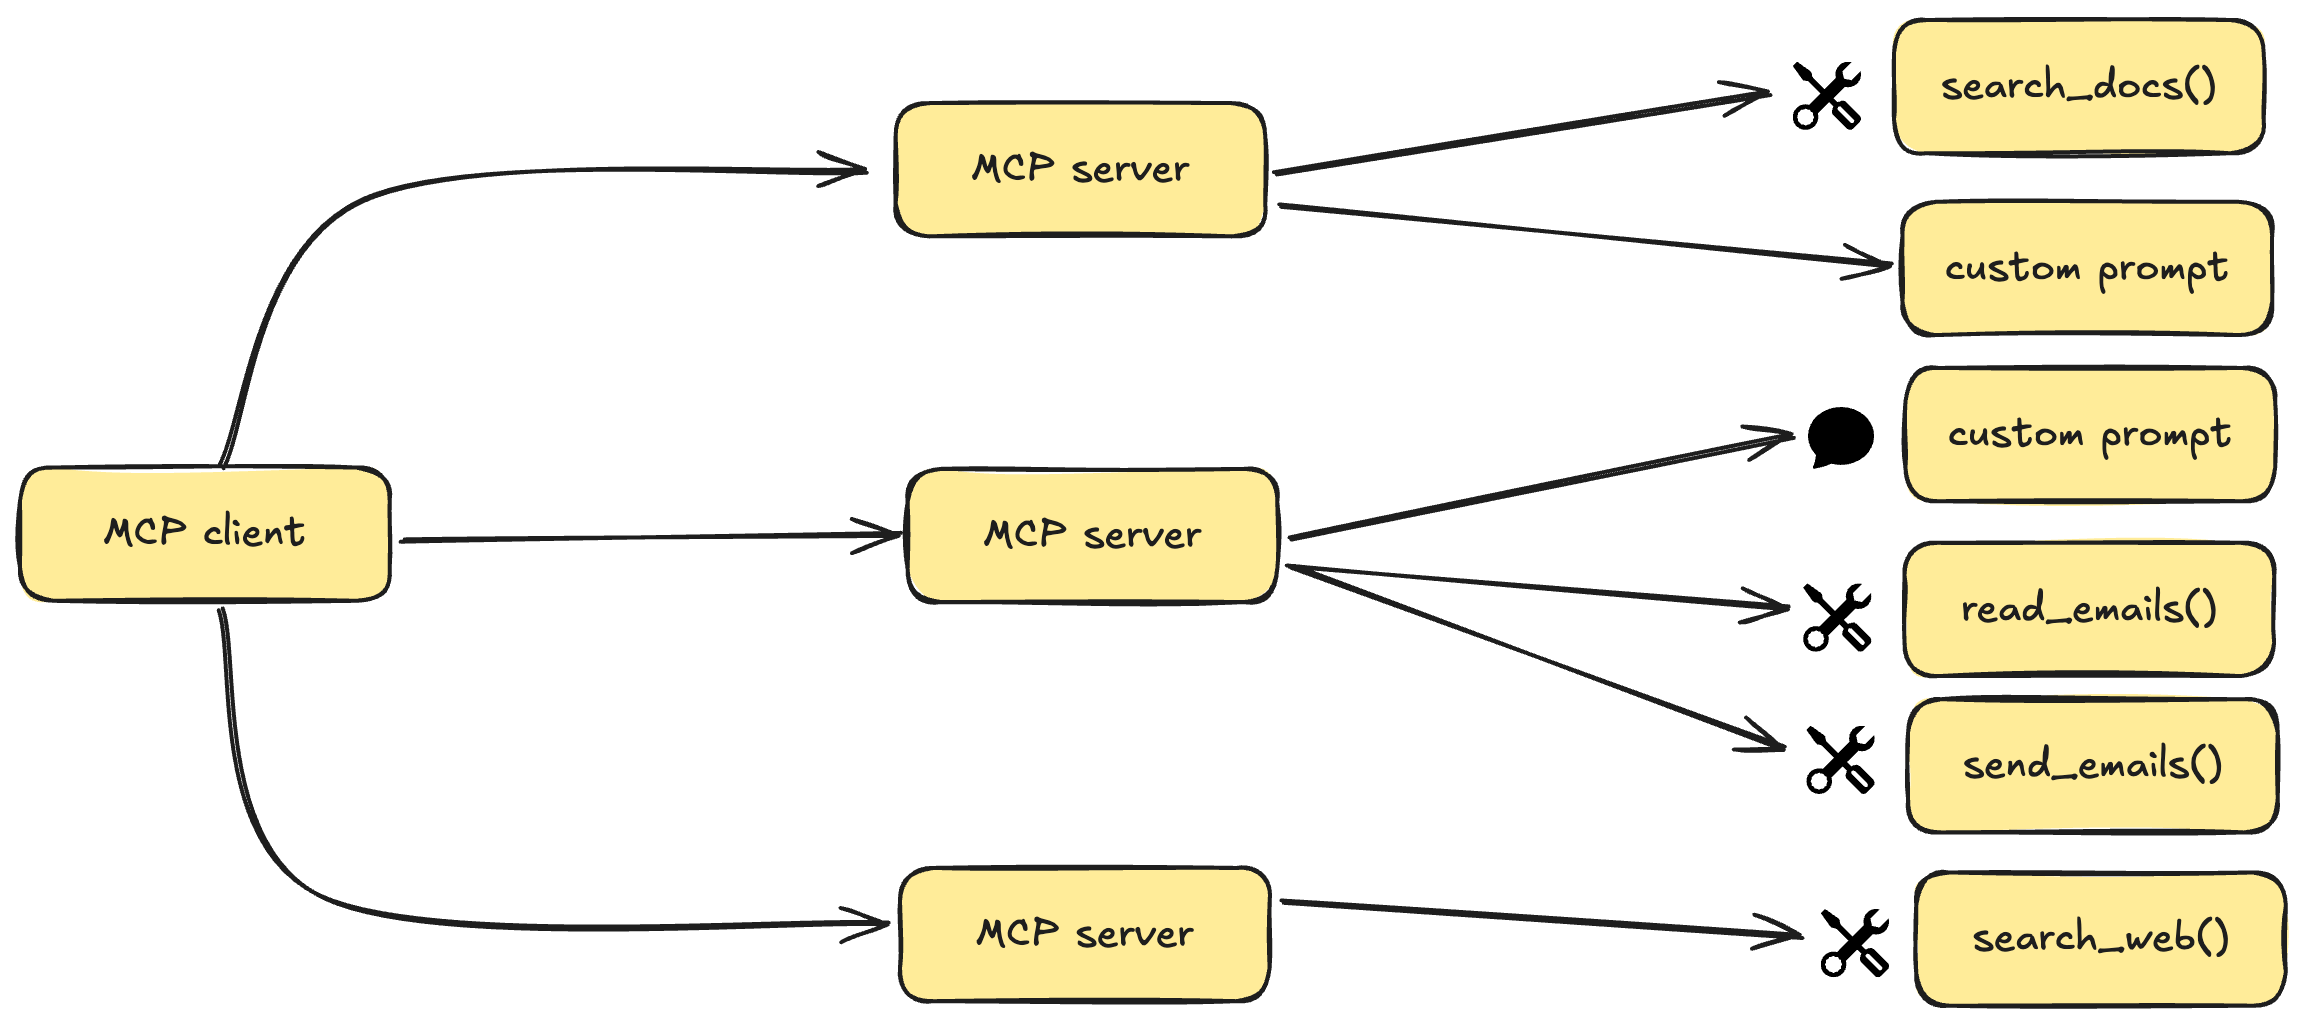 MCP client
MCP server
search_docs()
custom prompt
MCP server
custom prompt
read_emails()
send_emails()
MCP server
search_web()